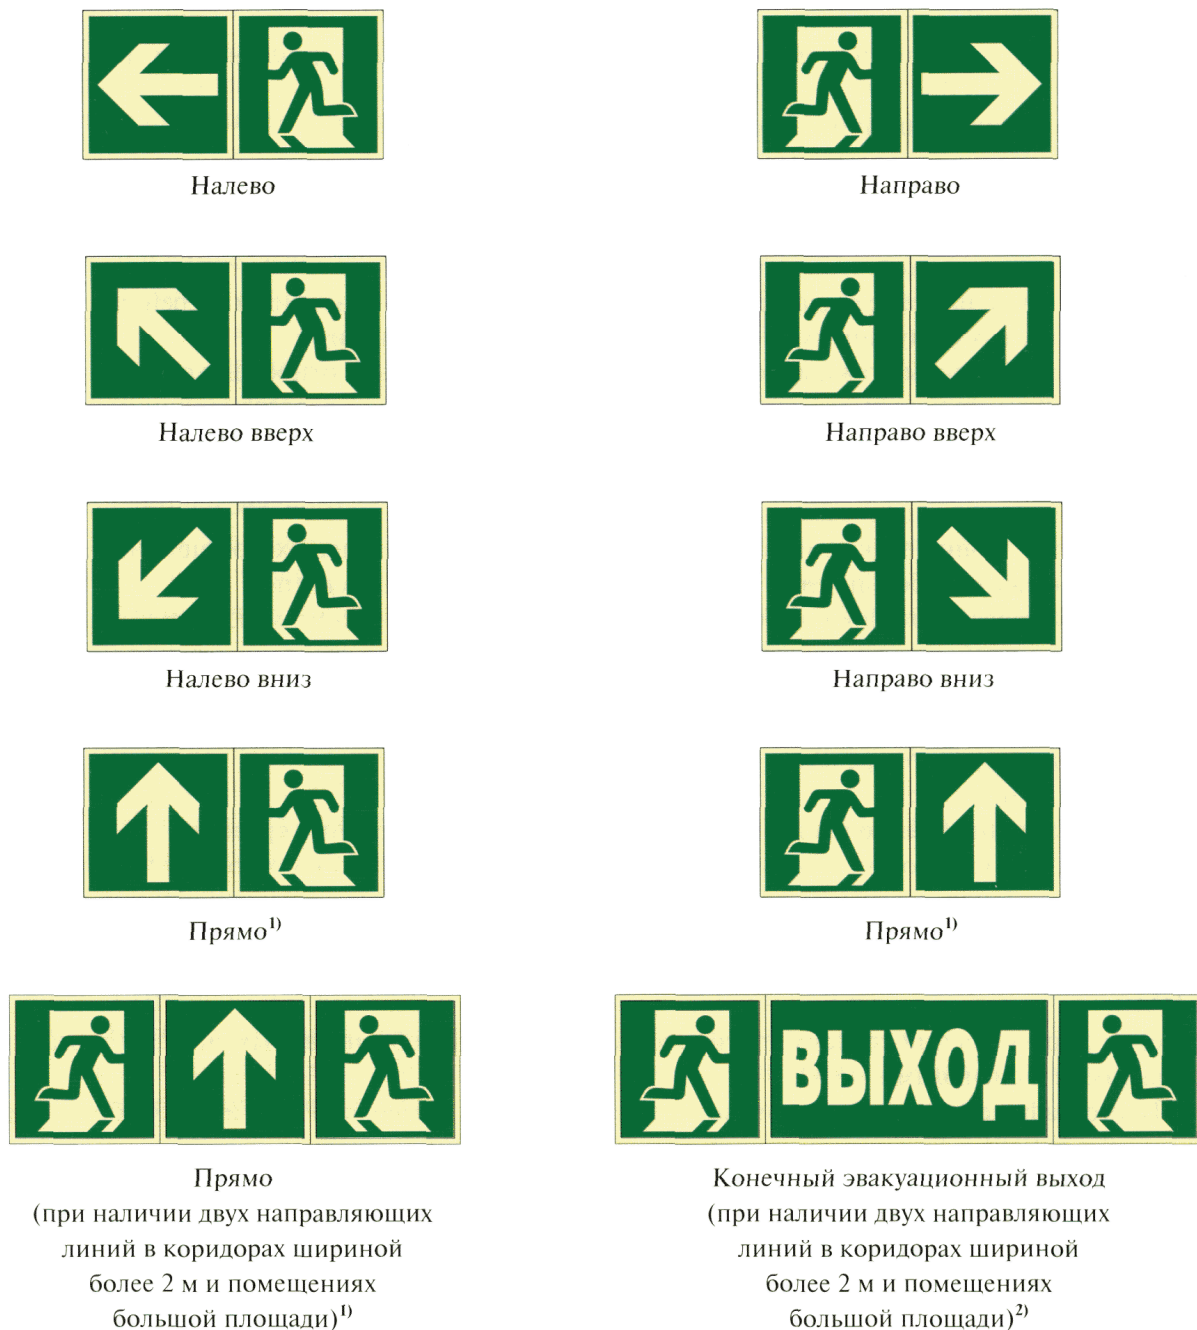 Налево
Направо
Налево вверх
Направо вверх
Налево вниз
Направо вниз
Прямо¹⁾
Прямо¹⁾
ВЫХОД
Прямо
(при наличии двух направляющих
линий в коридорах шириной
более 2 м и помещениях
большой площади)¹⁾
Конечный эвакуационный выход
(при наличии двух направляющих
линий в коридорах шириной
более 2 м и помещениях
большой площади)²⁾